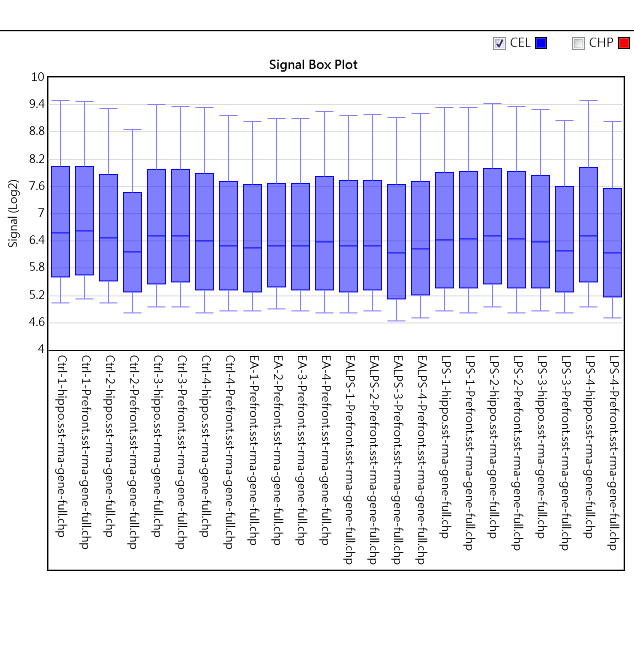 CEL CHP
Signal Box Plot
Signal (Log2)
10
9.4
8.8
8.2
7.6
7
6.4
5.8
5.2
4.6
4
Ctrl-1-hippo.sst-rma-gene-full.chp
Ctrl-1-Prefront.sst-rma-gene-full.chp
Ctrl-2-hippo.sst-rma-gene-full.chp
Ctrl-2-Prefront.sst-rma-gene-full.chp
Ctrl-3-hippo.sst-rma-gene-full.chp
Ctrl-3-Prefront.sst-rma-gene-full.chp
Ctrl-4-hippo.sst-rma-gene-full.chp
Ctrl-4-Prefront.sst-rma-gene-full.chp
EA-1-Prefront.sst-rma-gene-full.chp
EA-2-Prefront.sst-rma-gene-full.chp
EA-3-Prefront.sst-rma-gene-full.chp
EA-4-Prefront.sst-rma-gene-full.chp
EALPS-1-Prefront.sst-rma-gene-full.chp
EALPS-2-Prefront.sst-rma-gene-full.chp
EALPS-3-Prefront.sst-rma-gene-full.chp
EALPS-4-Prefront.sst-rma-gene-full.chp
LPS-1-hippo.sst-rma-gene-full.chp
LPS-1-Prefront.sst-rma-gene-full.chp
LPS-2-hippo.sst-rma-gene-full.chp
LPS-2-Prefront.sst-rma-gene-full.chp
LPS-3-hippo.sst-rma-gene-full.chp
LPS-3-Prefront.sst-rma-gene-full.chp
LPS-4-hippo.sst-rma-gene-full.chp
LPS-4-Prefront.sst-rma-gene-full.chp